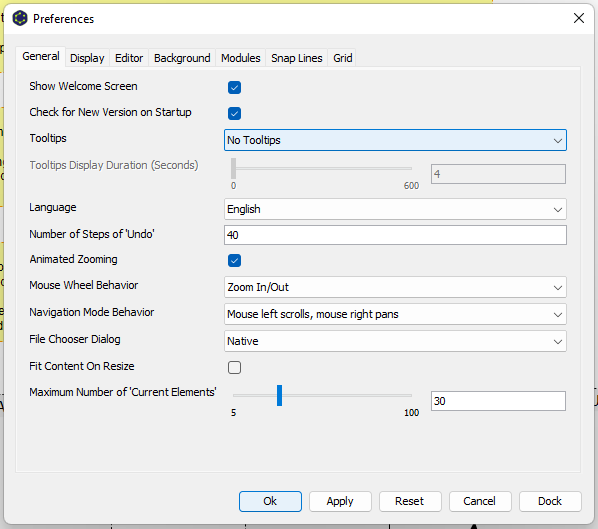 Preferences
General Display Editor Background Modules Snap Lines Grid
Show Welcome Screen
Check for New Version on Startup
Tooltips No Tooltips
Tooltips Display Duration (Seconds) 4
0 600
Language English
Number of Steps of 'Undo' 40
Animated Zooming
Mouse Wheel Behavior Zoom In/Out
Navigation Mode Behavior Mouse left scrolls, mouse right pans
File Chooser Dialog Native
Fit Content On Resize
Maximum Number of 'Current Elements' 30
5 100
Ok Apply Reset Cancel Dock